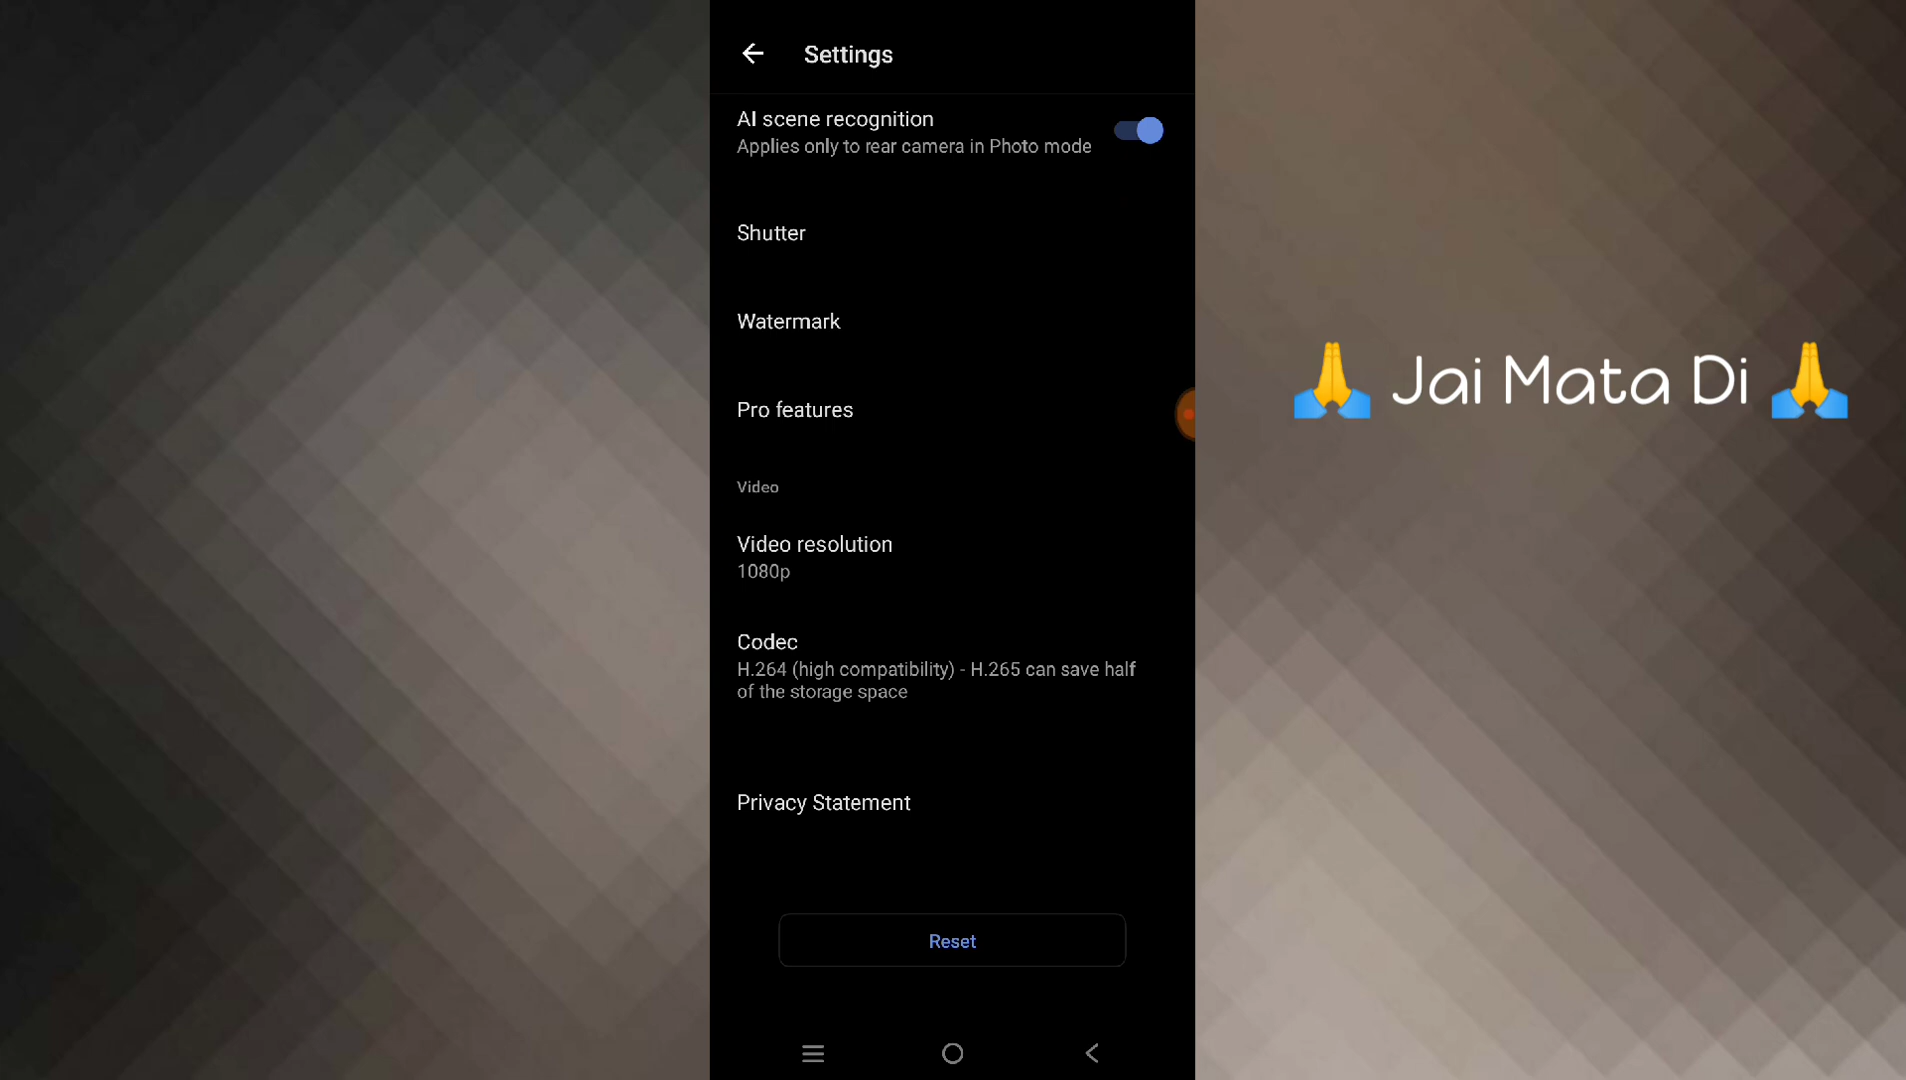 Settings
AI scene recognition
Applies only to rear camera in Photo mode
Shutter
Watermark
Pro features
Video
Video resolution
1080p
Codec
H.264 (high compatibility) - H.265 can save half
of the storage space
Privacy Statement
Reset
🙏 Jai Mata Di 🙏